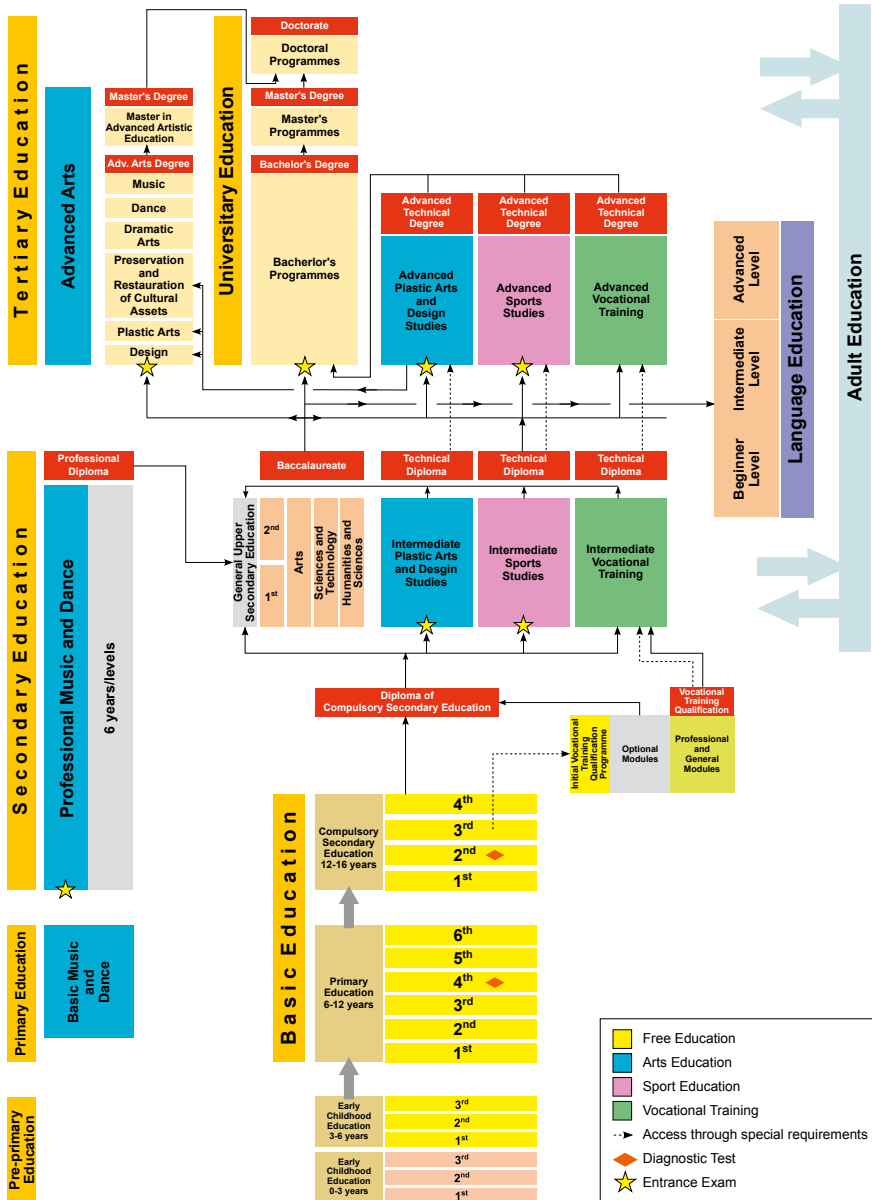 Tertiary Education
Advanced Arts
Master's Degree
Master in
Advanced Artistic
Education
Adv. Arts Degree
Music
Dance
Dramatic
Arts
Preservation
and
Restauration
of Cultural
Assets
Plastic Arts
Design
Universitary Education
Doctorate
Doctoral
Programmes
Master's Degree
Master's
Programmes
Bachelor's Degree
Bacherlor's
Programmes
Advanced
Technical
Degree
Advanced
Plastic Arts
and
Design
Studies
Advanced
Technical
Degree
Advanced
Sports
Studies
Advanced
Technical
Degree
Advanced
Vocational
Training
Advanced
Level
Intermediate
Level
Beginner
Level
Language Education
Adult Education
Secondary Education
Professional
Diploma
Professional Music and Dance
6 years/levels
Baccalaureate
General Upper
Secondary Education
2nd
1st
Arts
Sciences and
Technology
Humanities and
Sciences
Technical
Diploma
Intermediate
Plastic Arts
and Desgin
Studies
Technical
Diploma
Intermediate
Sports
Studies
Technical
Diploma
Intermediate
Vocational
Training
Diploma of
Compulsory Secondary Education
Vocational
Training
Qualification
Initial Vocational
Training
Qualification
Programme
Optional
Modules
Professional
and
General
Modules
Basic Education
Compulsory
Secondary
Education
12-16 years
4th
3rd
2nd
1st
Primary Education
Basic Music
and
Dance
Primary
Education
6-12 years
6th
5th
4th
3rd
2nd
1st
Pre-primary
Education
Early
Childhood
Education
3-6 years
3rd
2nd
1st
Early
Childhood
Education
0-3 years
3rd
2nd
1st
Free Education
Arts Education
Sport Education
Vocational Training
Access through special requirements
Diagnostic Test
Entrance Exam